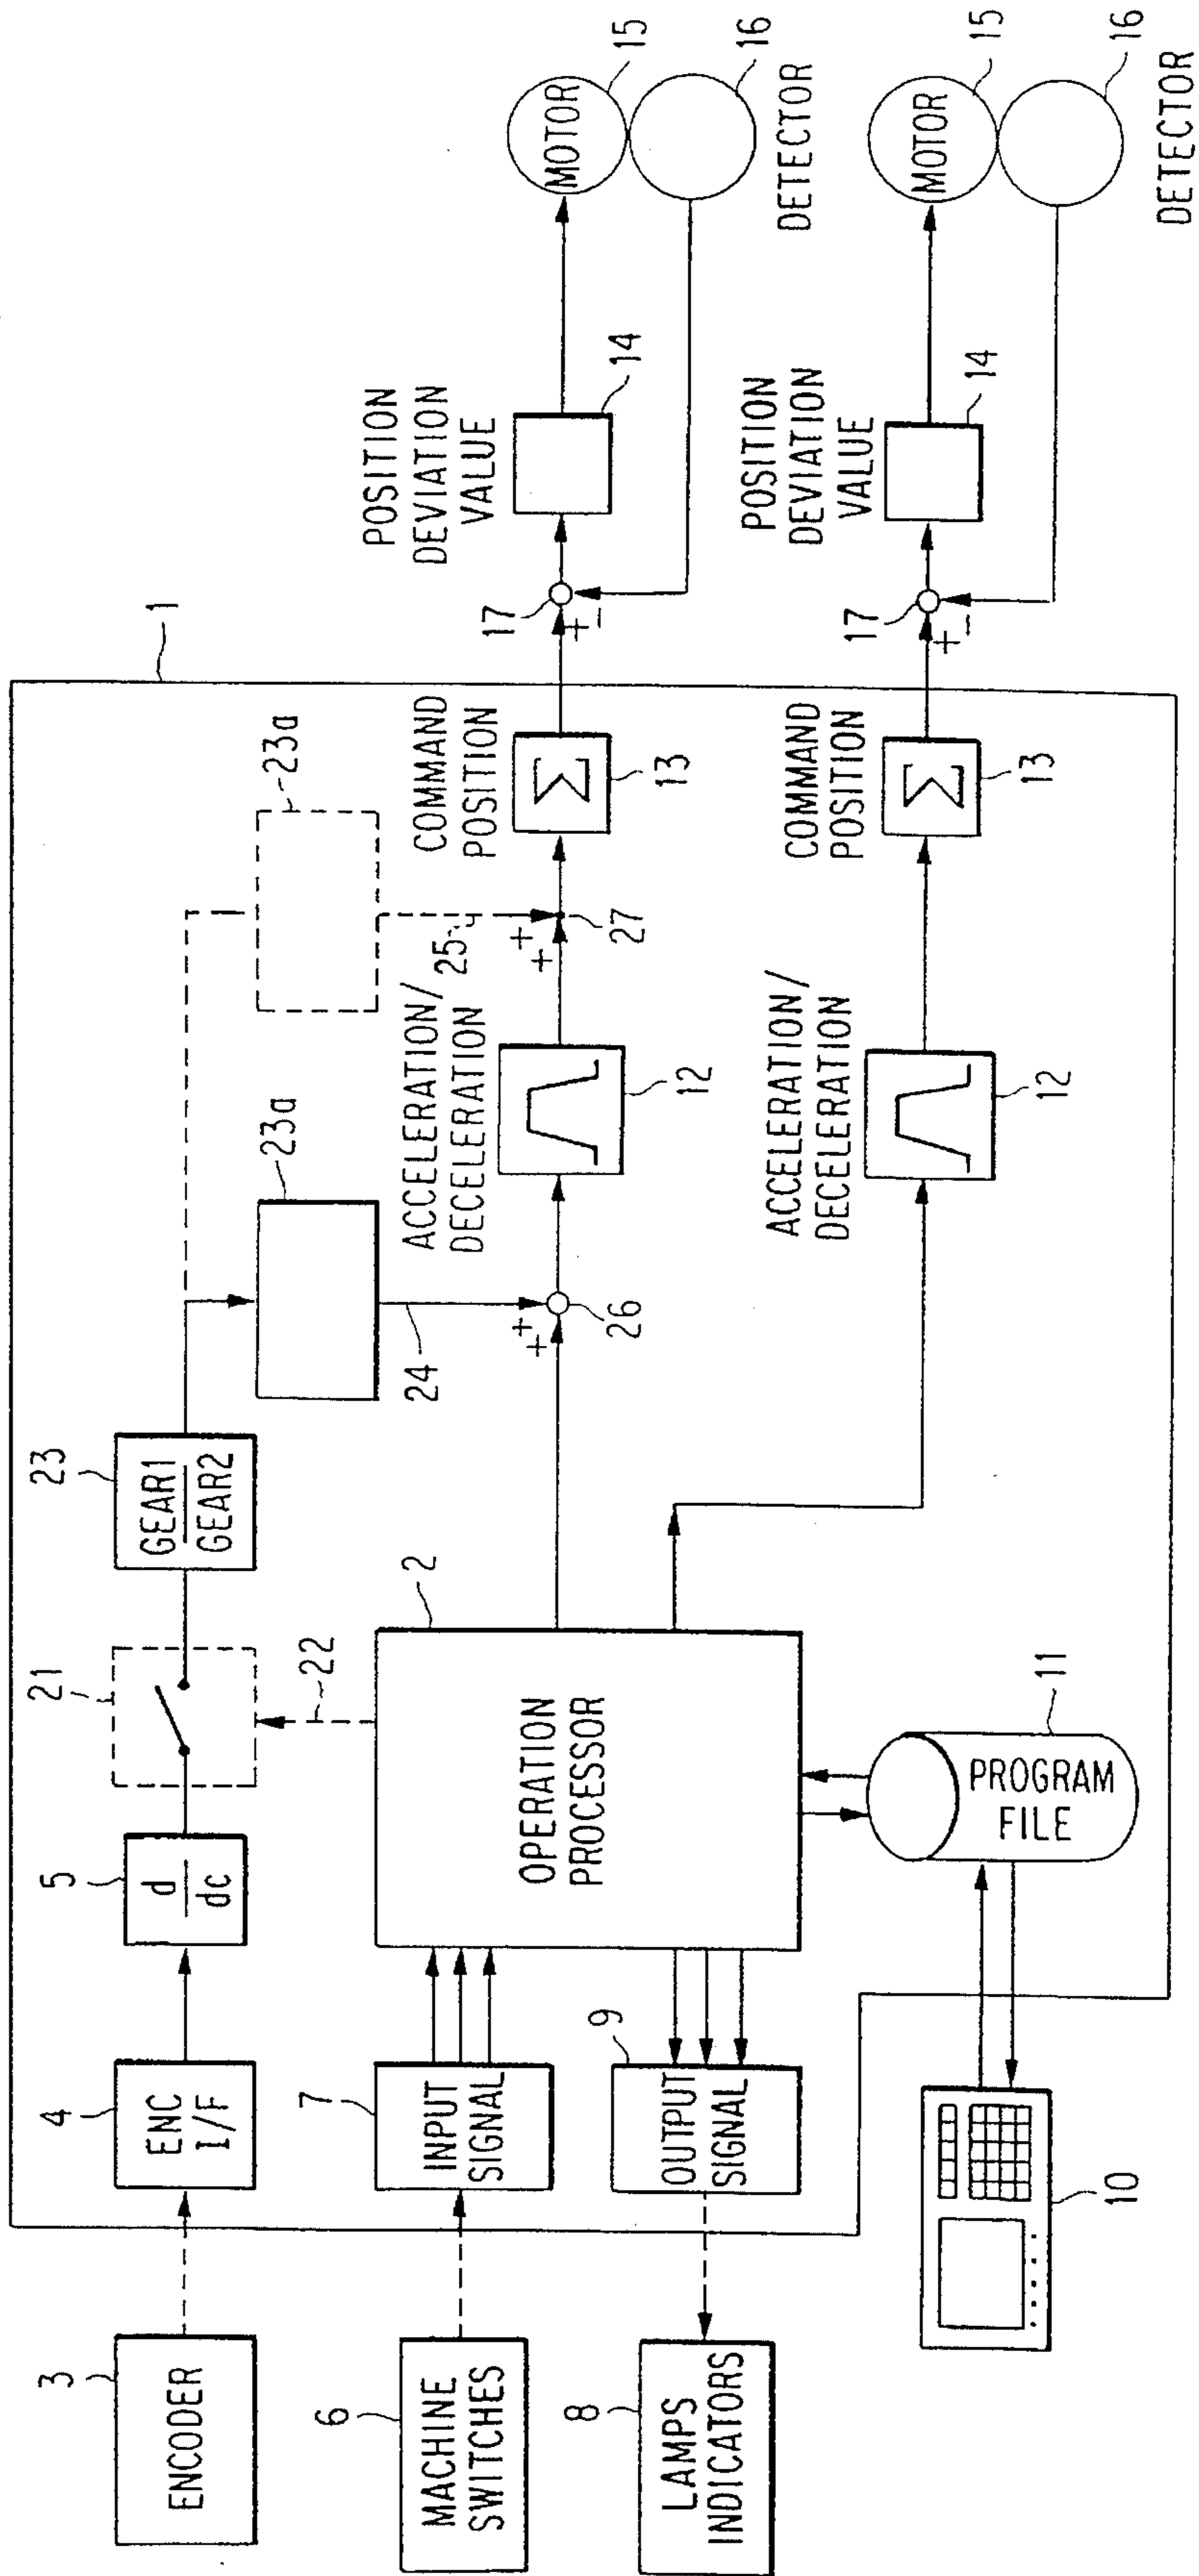 3
ENCODER
4
ENC
I/F
5
d
dc
21
22
23
GEAR1
GEAR2
23a
23a
1
6
MACHINE
SWITCHES
7
INPUT
SIGNAL
2
OPERATION
PROCESSOR
24
+
+
26
ACCELERATION/
DECELERATION
12
25
+
+
27
COMMAND
POSITION
Σ
13
17
+
−
POSITION
DEVIATION
VALUE
14
MOTOR
15
16
DETECTOR
8
LAMPS
INDICATORS
9
OUTPUT
SIGNAL
10
11
PROGRAM
FILE
ACCELERATION/
DECELERATION
12
COMMAND
POSITION
Σ
13
17
+
−
POSITION
DEVIATION
VALUE
14
MOTOR
15
16
DETECTOR